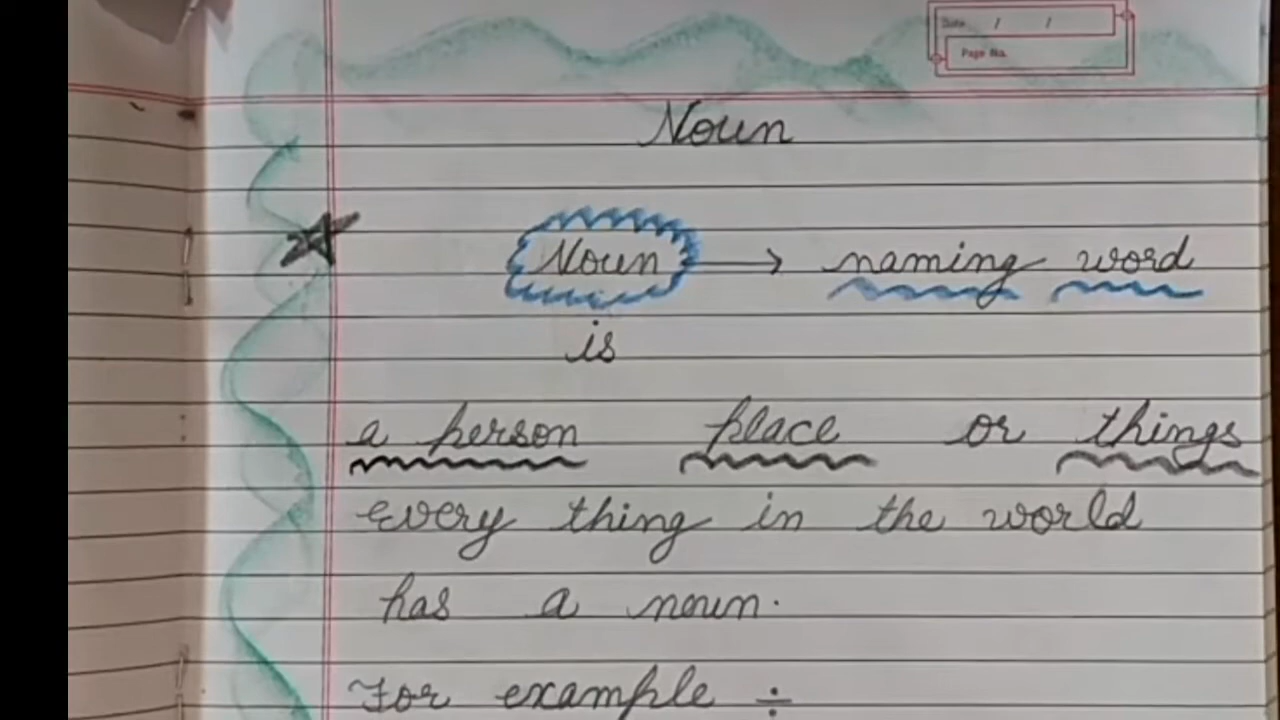 Date / /
Page No.
Noun
Noun → naming word
is
a person place or things
every thing in the world
has a noun.
For example ÷